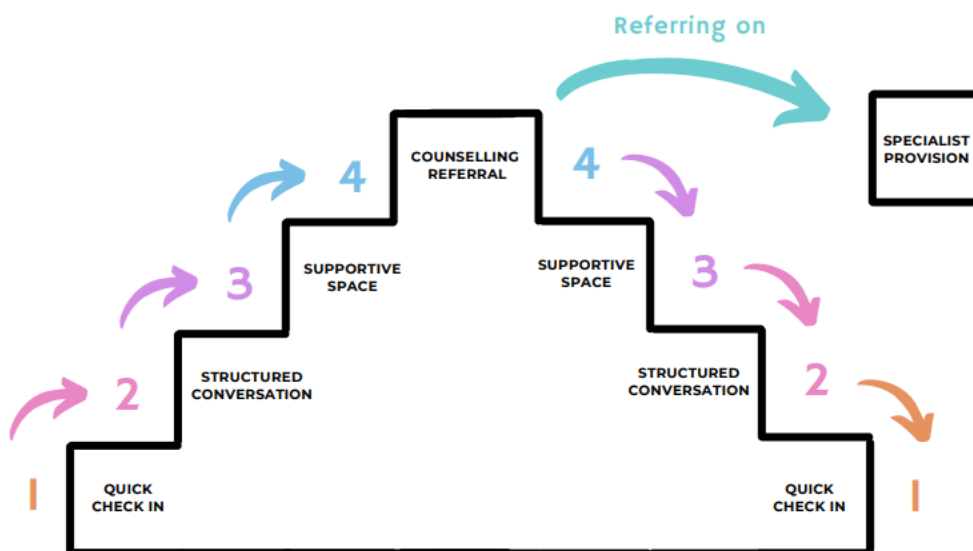 Referring on
SPECIALIST
PROVISION
COUNSELLING
REFERRAL
4
4
SUPPORTIVE
SPACE
SUPPORTIVE
SPACE
3
3
STRUCTURED
CONVERSATION
STRUCTURED
CONVERSATION
2
2
QUICK
CHECK IN
QUICK
CHECK IN
1
1